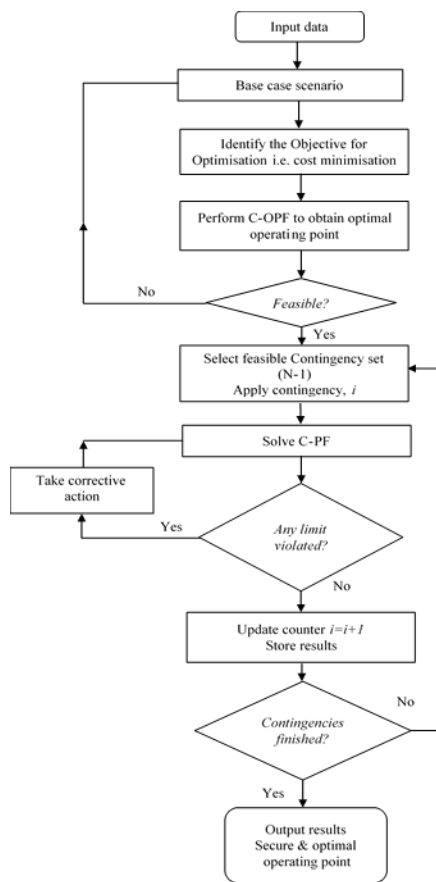 Input data
Base case scenario
Identify the Objective for
Optimisation i.e. cost minimisation
Perform C-OPF to obtain optimal
operating point
No
Feasible?
Yes
Select feasible Contingency set
(N-1)
Apply contingency, i
Solve C-PF
Take corrective
action
Yes
Any limit
violated?
No
Update counter i=i+1
Store results
No
Contingencies
finished?
Yes
Output results
Secure & optimal
operating point